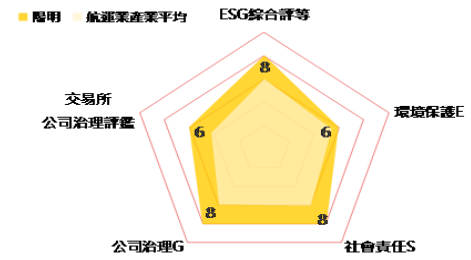 陽明 航運業產業平均
ESG綜合評等
8
交易所
公司治理評鑑
環境保護E
6
6
8
8
公司治理G
社會責任S